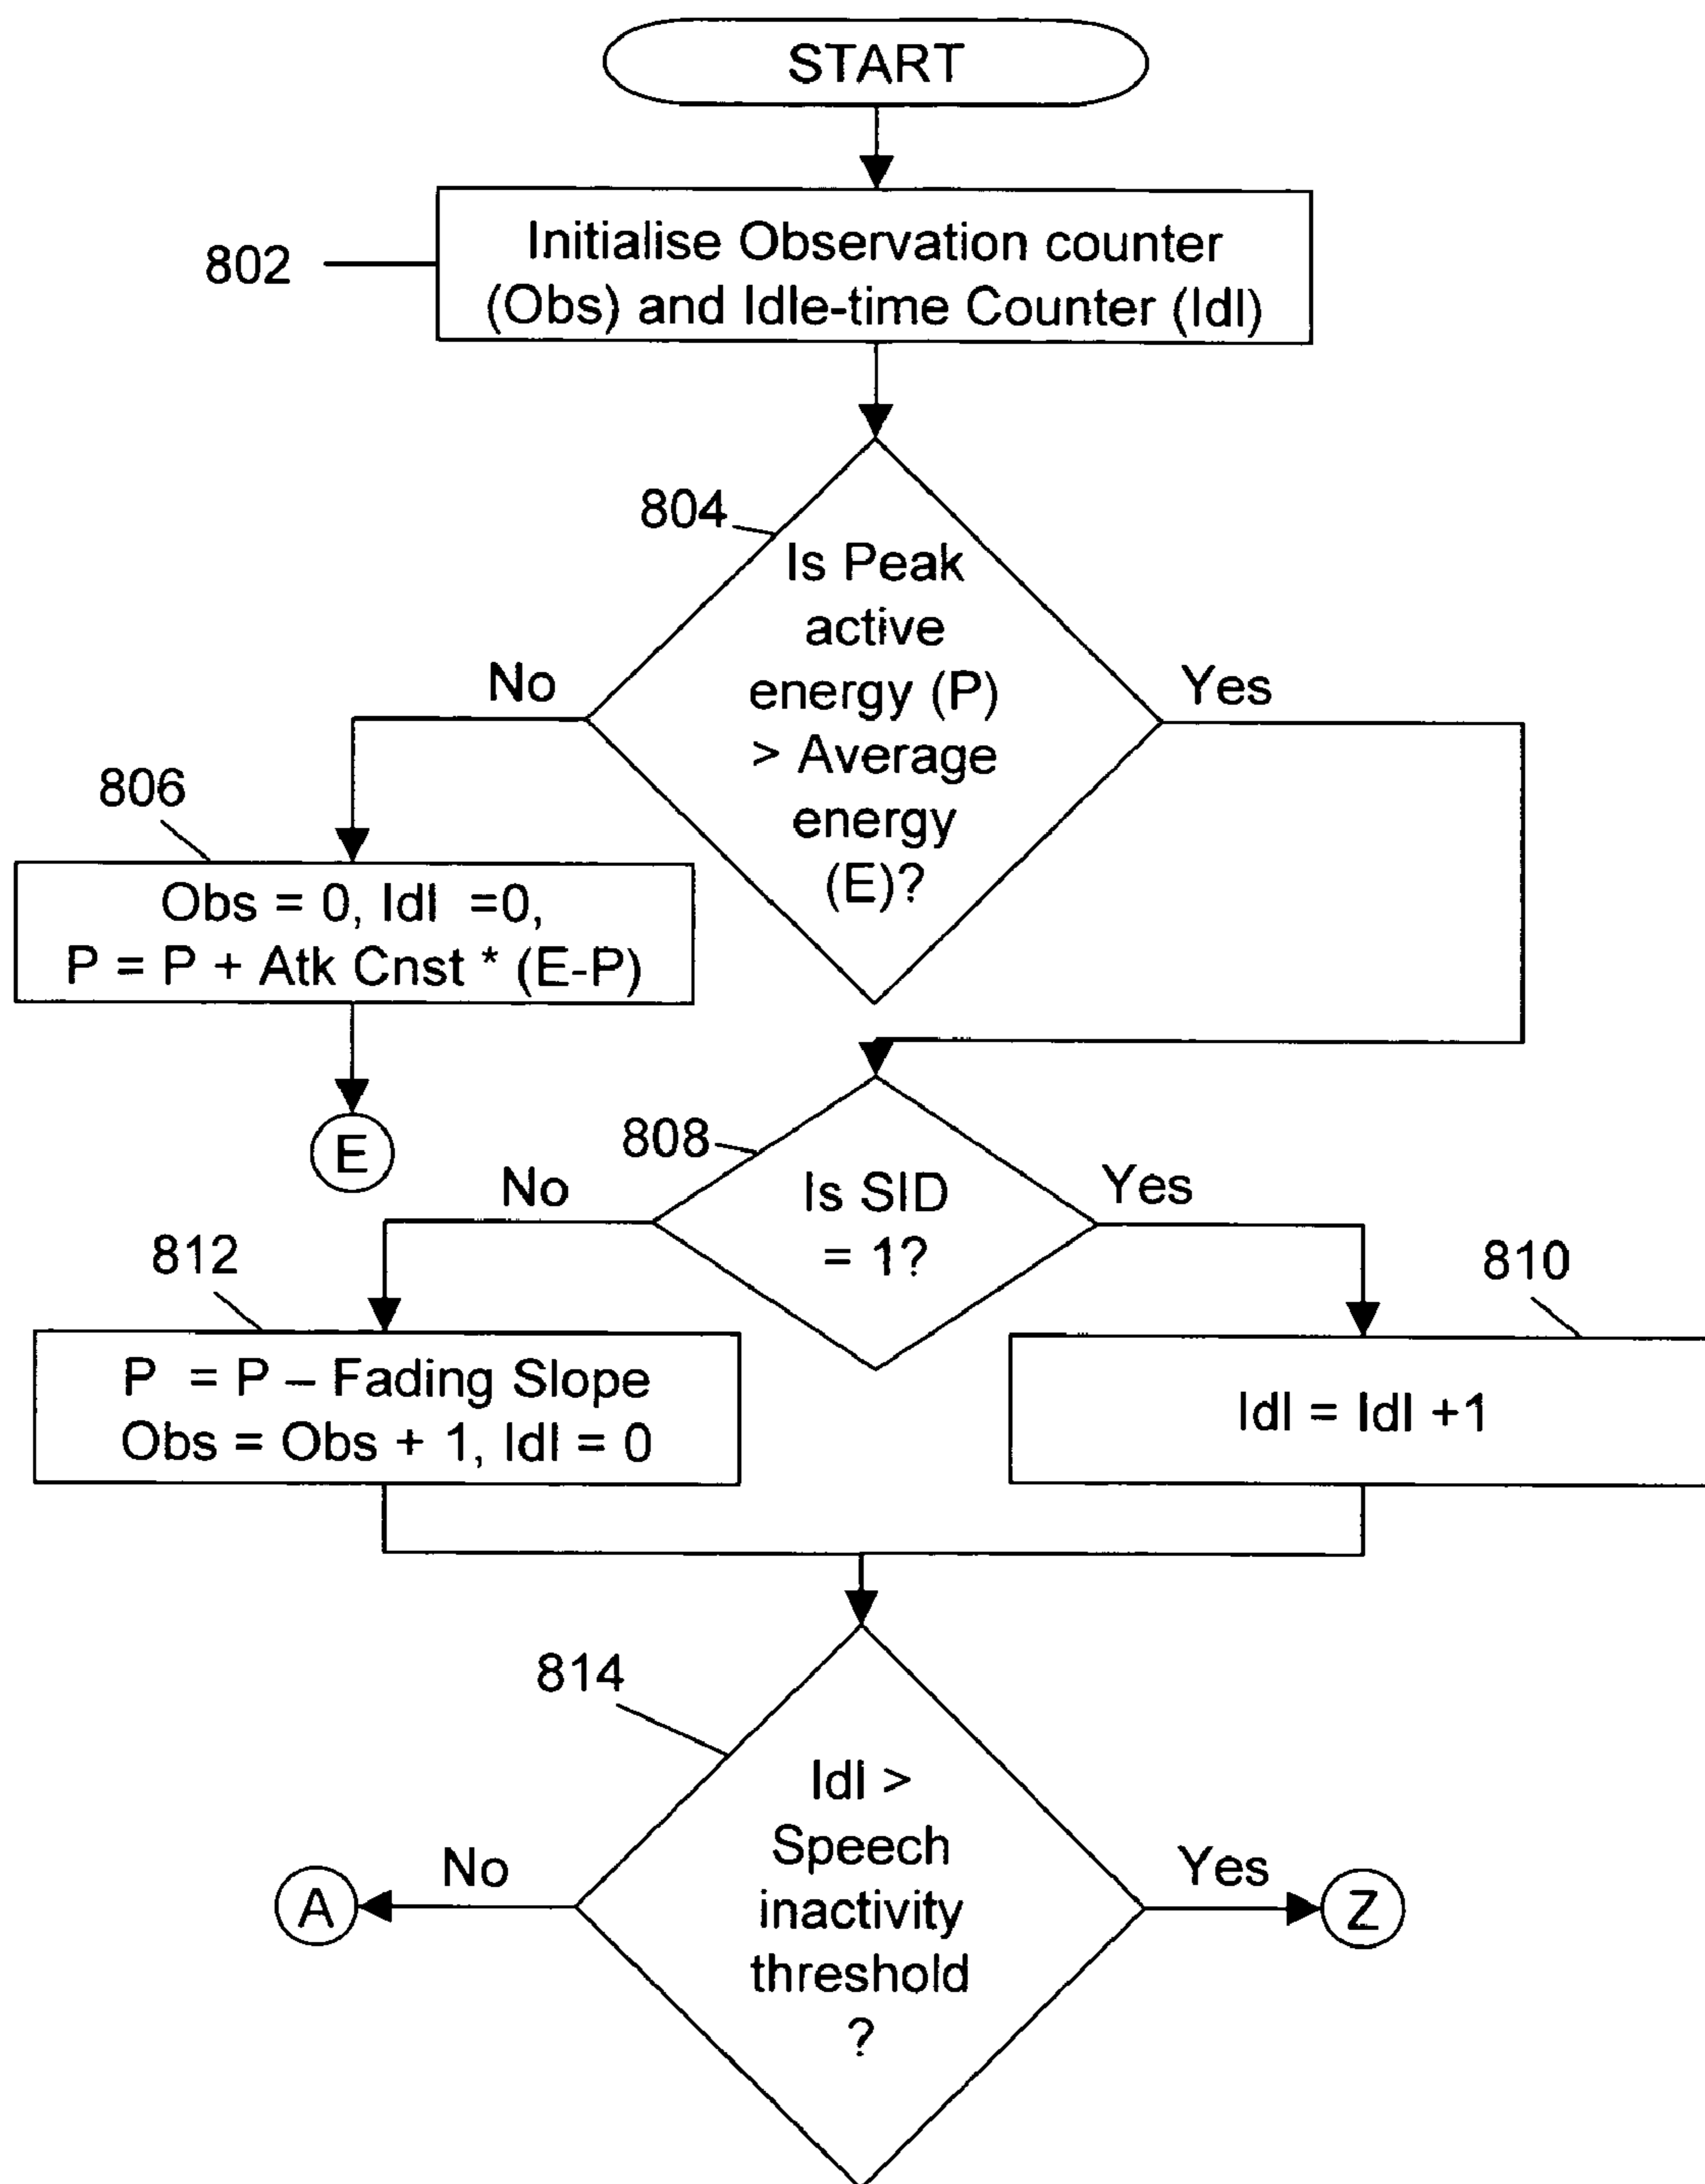 START
802
Initialise Observation counter
(Obs) and Idle-time Counter (Idl)
804
Is Peak
active
energy (P)
> Average
energy
(E)?
No
Yes
806
Obs = 0, Idl =0,
P = P + Atk Cnst * (E-P)
E
808
Is SID
= 1?
No
Yes
812
810
P = P – Fading Slope
Obs = Obs + 1, Idl = 0
Idl = Idl +1
814
Idl >
Speech
inactivity
threshold
?
No
Yes
A
Z